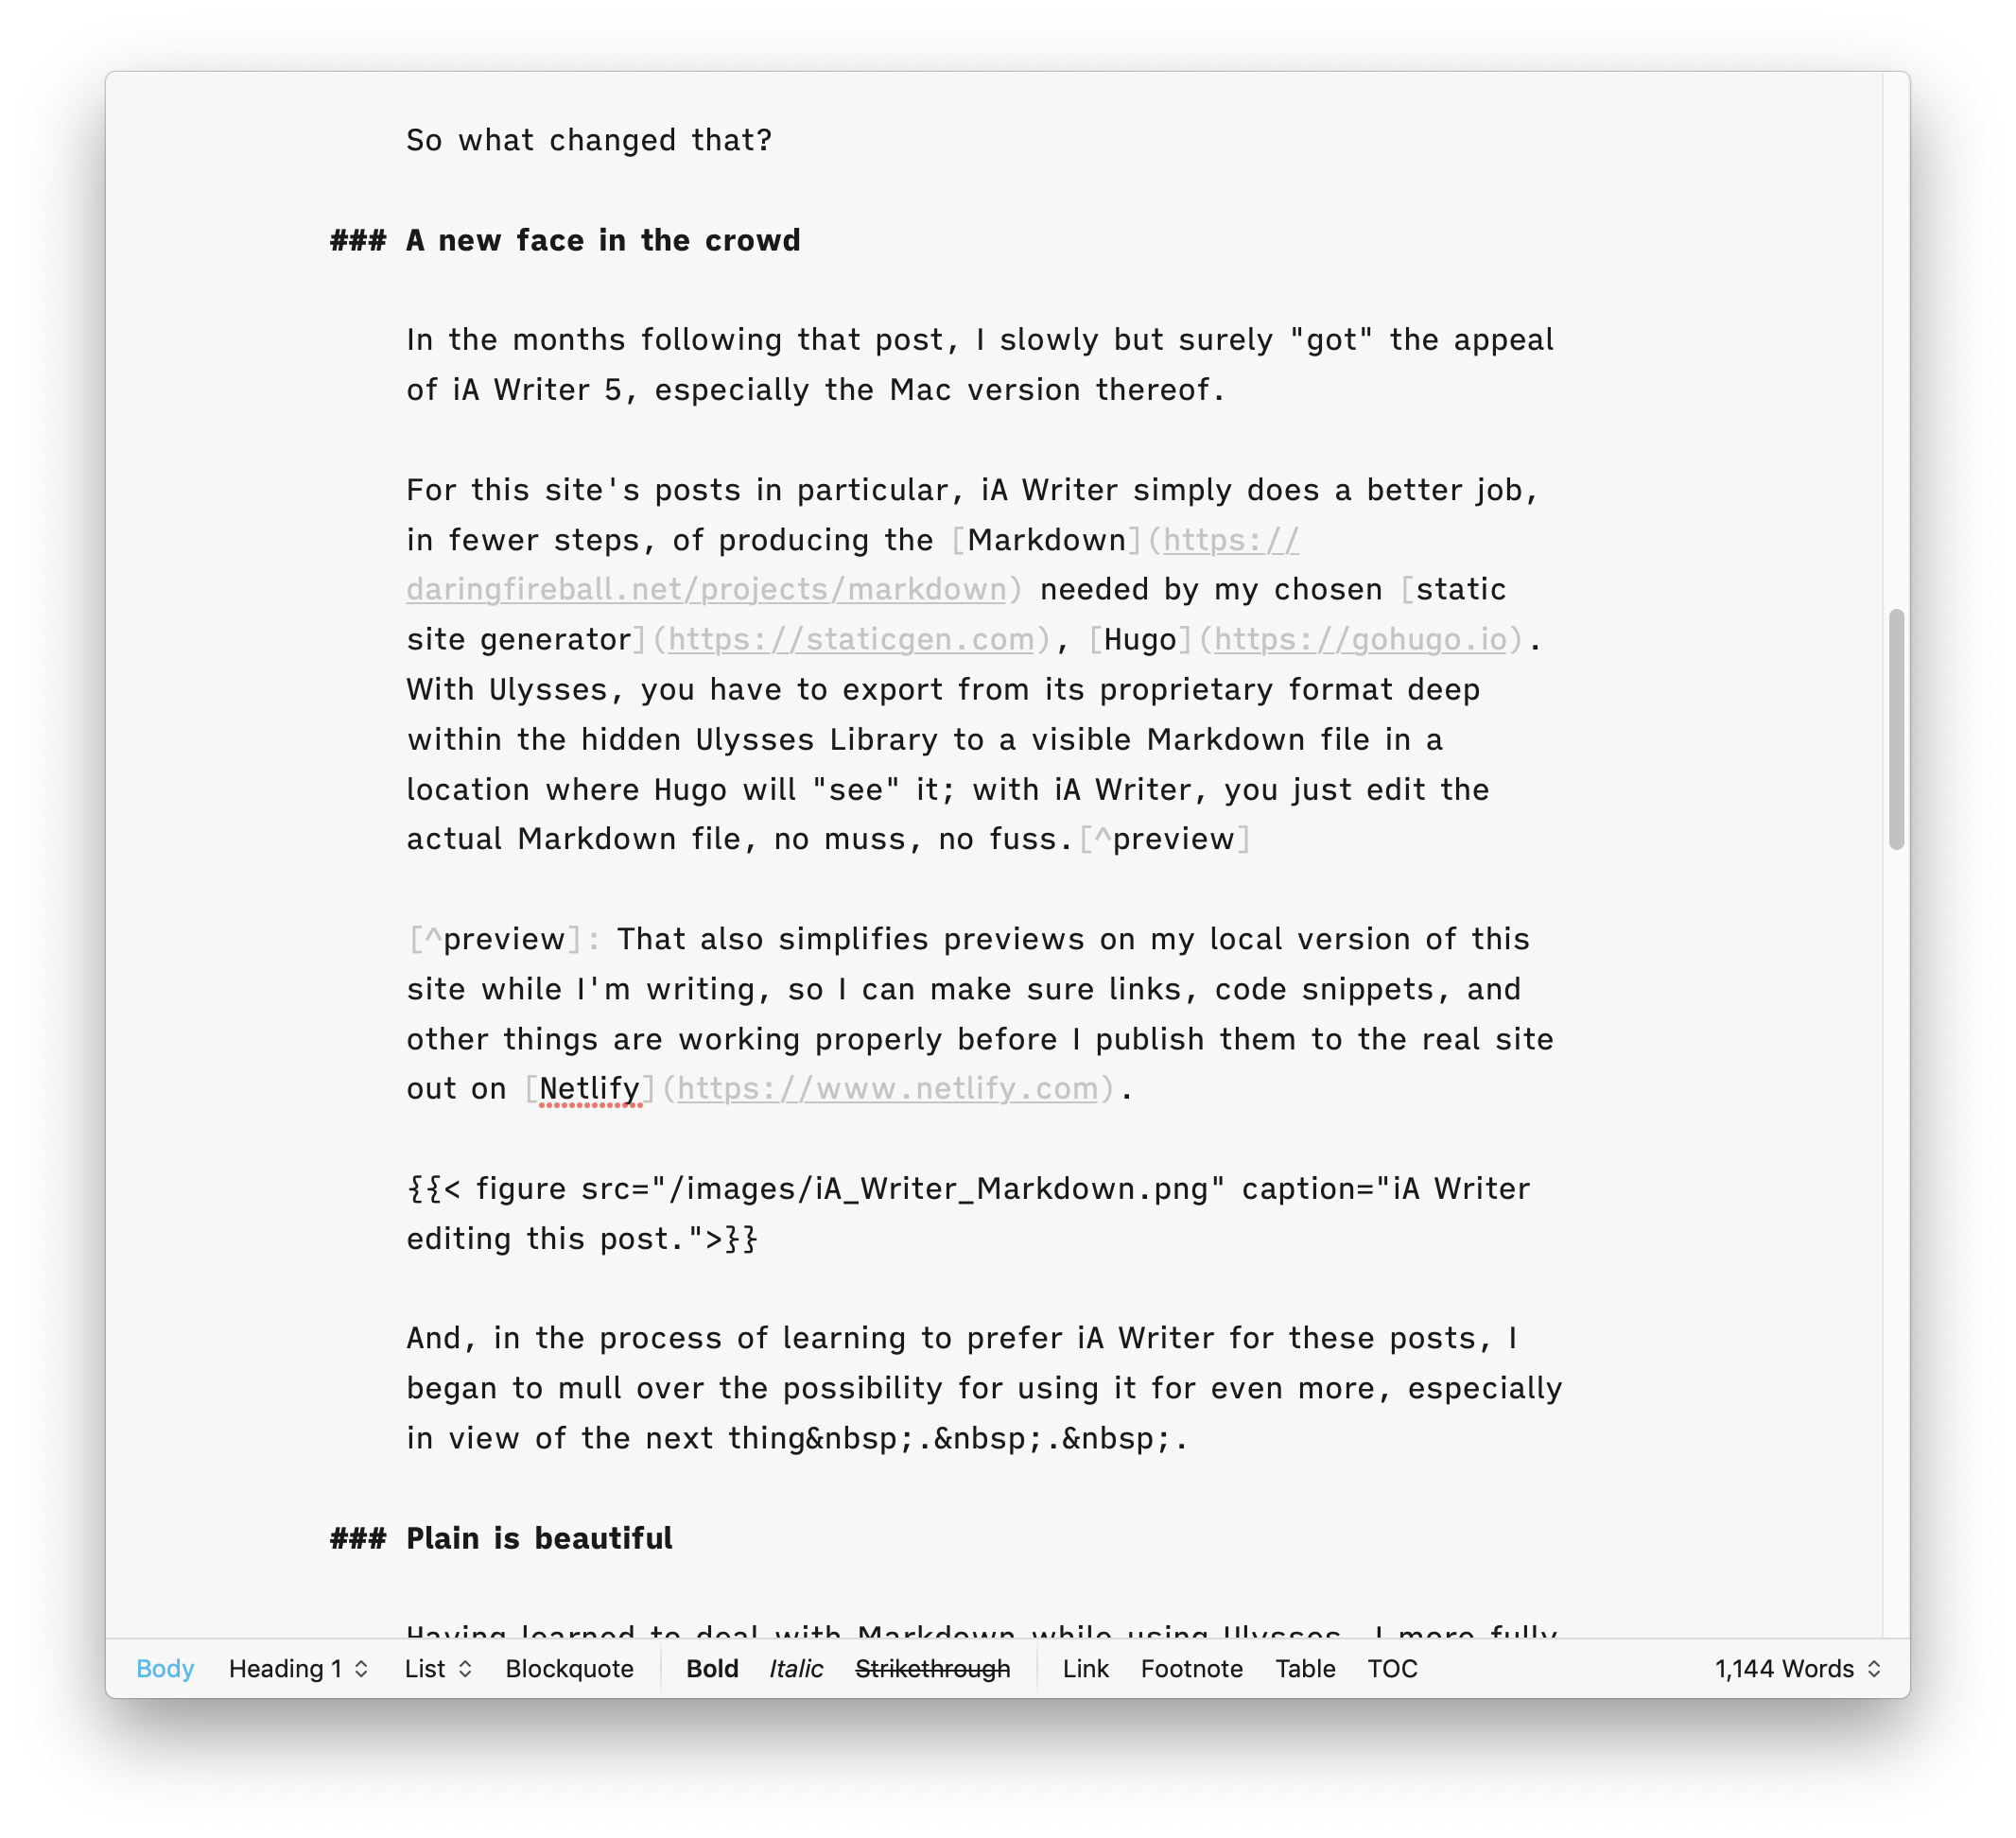 So what changed that?
### A new face in the crowd
In the months following that post, I slowly but surely "got" the appeal
of iA Writer 5, especially the Mac version thereof.
For this site's posts in particular, iA Writer simply does a better job,
in fewer steps, of producing the [Markdown](https://
daringfireball.net/projects/markdown) needed by my chosen [static
site generator](https://staticgen.com), [Hugo](https://gohugo.io).
With Ulysses, you have to export from its proprietary format deep
within the hidden Ulysses Library to a visible Markdown file in a
location where Hugo will "see" it; with iA Writer, you just edit the
actual Markdown file, no muss, no fuss.[^preview]
[^preview]: That also simplifies previews on my local version of this
site while I'm writing, so I can make sure links, code snippets, and
other things are working properly before I publish them to the real site
out on [Netlify](https://www.netlify.com).
{{< figure src="/images/iA_Writer_Markdown.png" caption="iA Writer
editing this post.">}}
And, in the process of learning to prefer iA Writer for these posts, I
began to mull over the possibility for using it for even more, especially
in view of the next thing&nbsp;.&nbsp;.&nbsp;.
### Plain is beautiful
Having learned to deal with Markdown while using Ulysses, I more fully
Body Heading 1 List Blockquote Bold Italic Strikethrough Link Footnote Table TOC 1,144 Words